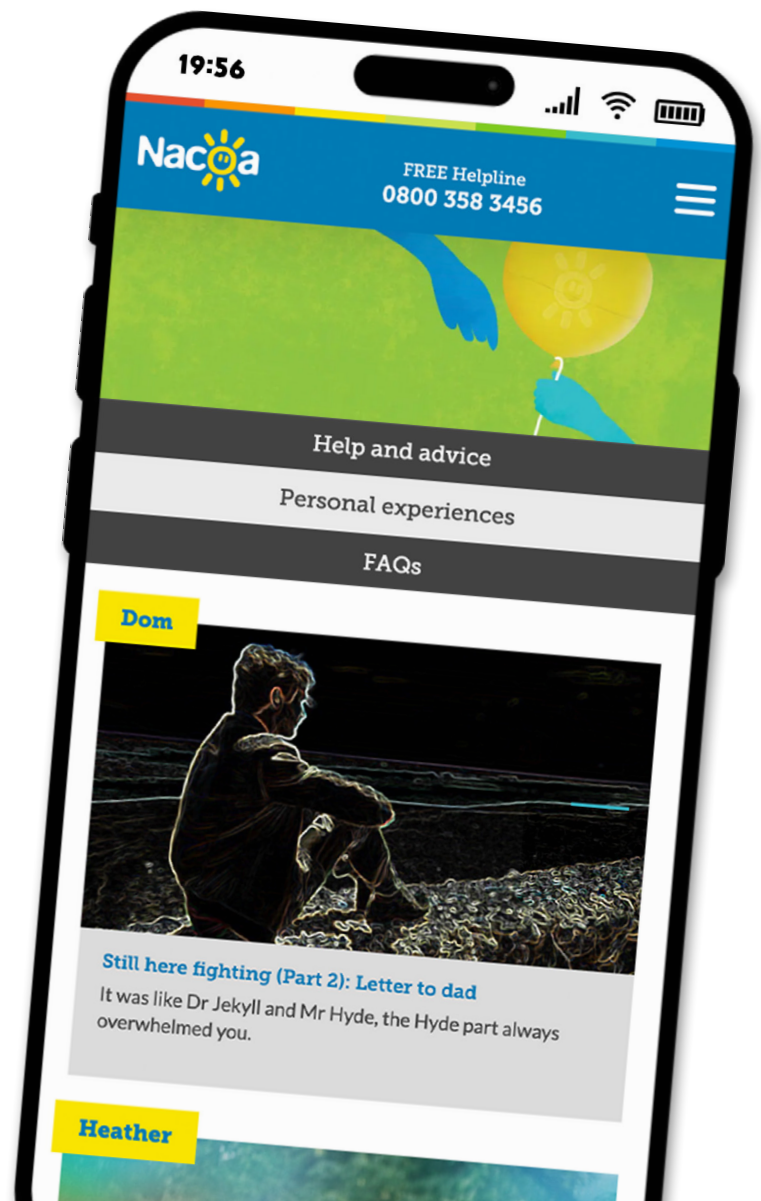 19:56
Nacoa
FREE Helpline
0800 358 3456
Help and advice
Personal experiences
FAQs
Dom
Still here fighting (Part 2): Letter to dad
It was like Dr Jekyll and Mr Hyde, the Hyde part always
overwhelmed you.
Heather